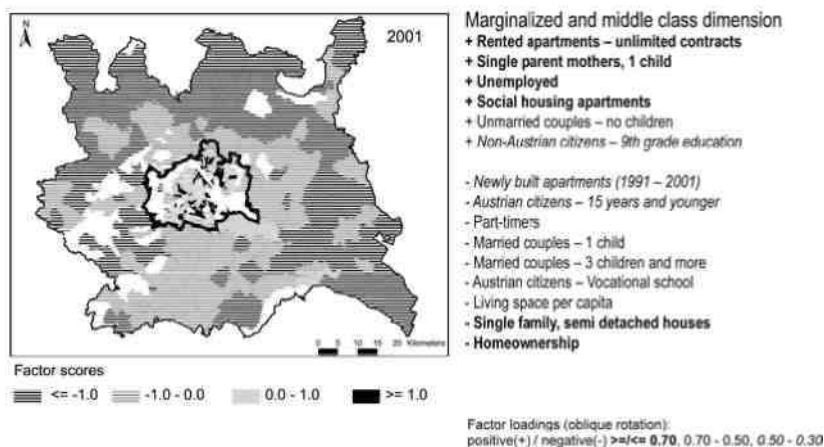 N
2001
0 5 10 15 20 Kilometers
Factor scores
<= -1.0 -1.0 - 0.0 0.0 - 1.0 >= 1.0
Marginalized and middle class dimension
+ Rented apartments – unlimited contracts
+ Single parent mothers, 1 child
+ Unemployed
+ Social housing apartments
+ Unmarried couples – no children
+ Non-Austrian citizens – 9th grade education
- Newly built apartments (1991 – 2001)
- Austrian citizens – 15 years and younger
- Part-timers
- Married couples – 1 child
- Married couples – 3 children and more
- Austrian citizens – Vocational school
- Living space per capita
- Single family, semi detached houses
- Homeownership
Factor loadings (oblique rotation):
positive(+) / negative(-) >=/<= 0.70, 0.70 - 0.50, 0.50 - 0.30